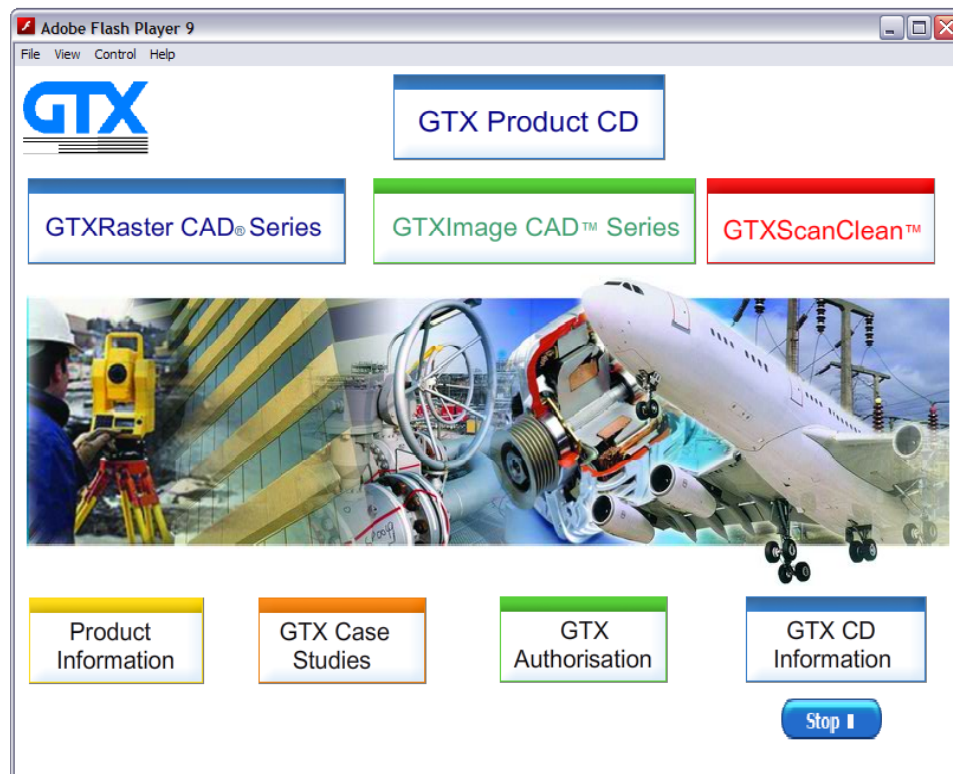 Adobe Flash Player 9
File View Control Help
GTX
GTX Product CD
GTXRaster CAD® Series
GTXImage CAD™ Series
GTXScanClean™
Product
Information
GTX Case
Studies
GTX
Authorisation
GTX CD
Information
Stop